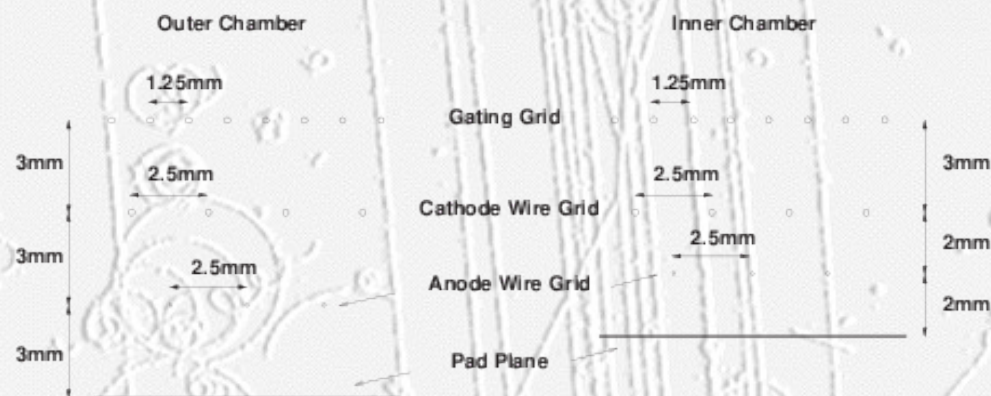 Outer Chamber
Inner Chamber
1.25mm
1.25mm
Gating Grid
3mm
3mm
2.5mm
2.5mm
Cathode Wire Grid
2.5mm
3mm
2mm
2.5mm
Anode Wire Grid
2mm
3mm
Pad Plane